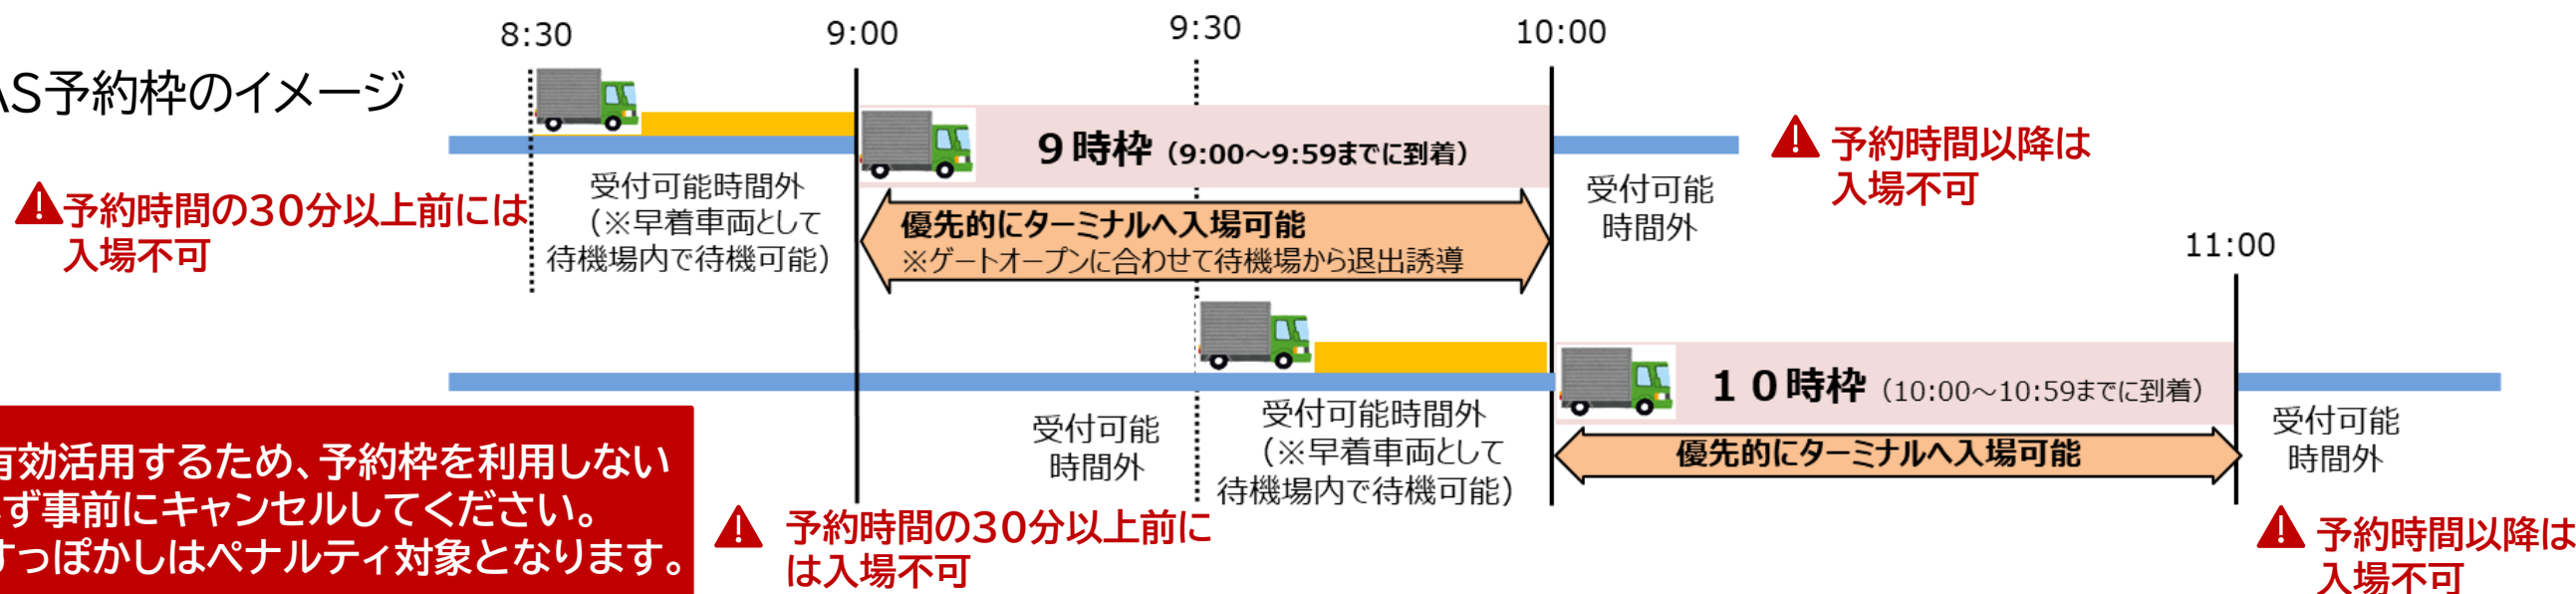 8:30
9:00
9:30
10:00
AS予約枠のイメージ
9時枠（9:00～9:59までに到着）
予約時間以降は
入場不可
予約時間の30分以上前には
入場不可
受付可能時間外
（※早着車両として
待機場内で待機可能）
優先的にターミナルへ入場可能
※ゲートオープンに合わせて待機場から退出誘導
受付可能
時間外
11:00
１０時枠（10:00～10:59までに到着）
受付可能
時間外
受付可能時間外
（※早着車両として
待機場内で待機可能）
優先的にターミナルへ入場可能
受付可能
時間外
有効活用するため、予約枠を利用しない
ず事前にキャンセルしてください。
すっぽかしはペナルティ対象となります。
予約時間の30分以上前に
は入場不可
予約時間以降は
入場不可